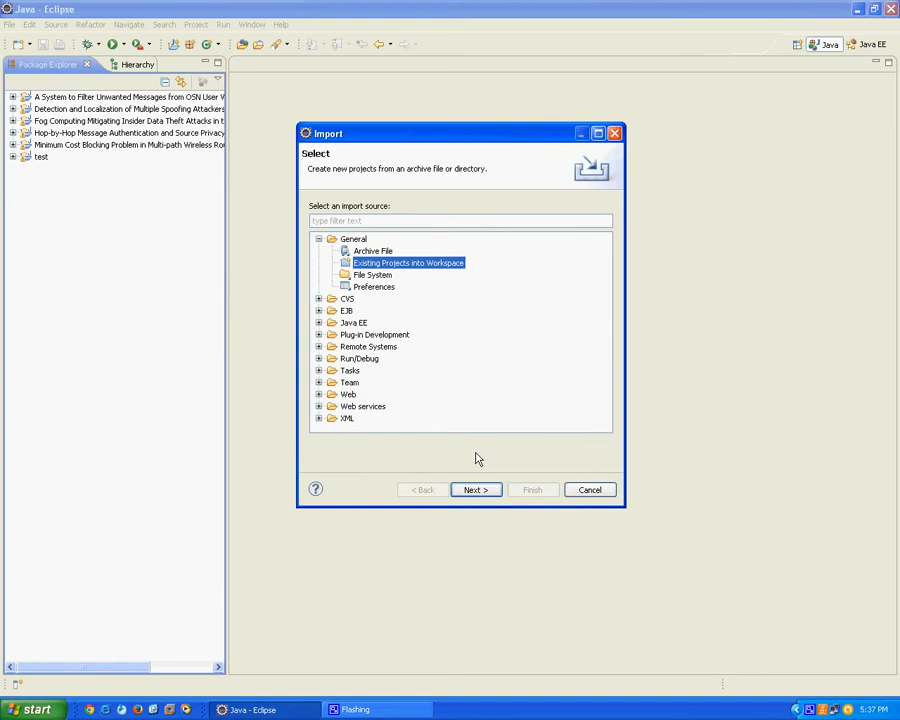 Java - Eclipse
File Edit Source Refactor Navigate Search Project Run Window Help
Java Java EE
Package Explorer Hierarchy
A System to Filter Unwanted Messages from OSN User W
Detection and Localization of Multiple Spoofing Attackers
Fog Computing Mitigating Insider Data Theft Attacks in t
Hop-by-Hop Message Authentication and Source Privacy
Minimum Cost Blocking Problem in Multi-path Wireless Rou
test
Import
Select
Create new projects from an archive file or directory.
Select an import source:
type filter text
General
Archive File
Existing Projects into Workspace
File System
Preferences
CVS
EJB
Java EE
Plug-in Development
Remote Systems
Run/Debug
Tasks
Team
Web
Web services
XML
? < Back Next > Finish Cancel
start Java - Eclipse Flashing 5:37 PM